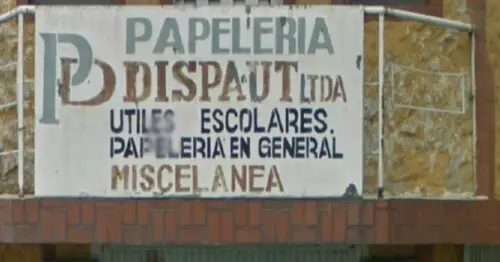 PAPELERIA
PD DISPAUT LTDA
UTILES ESCOLARES.
PAPELERIA EN GENERAL
MISCELANEA